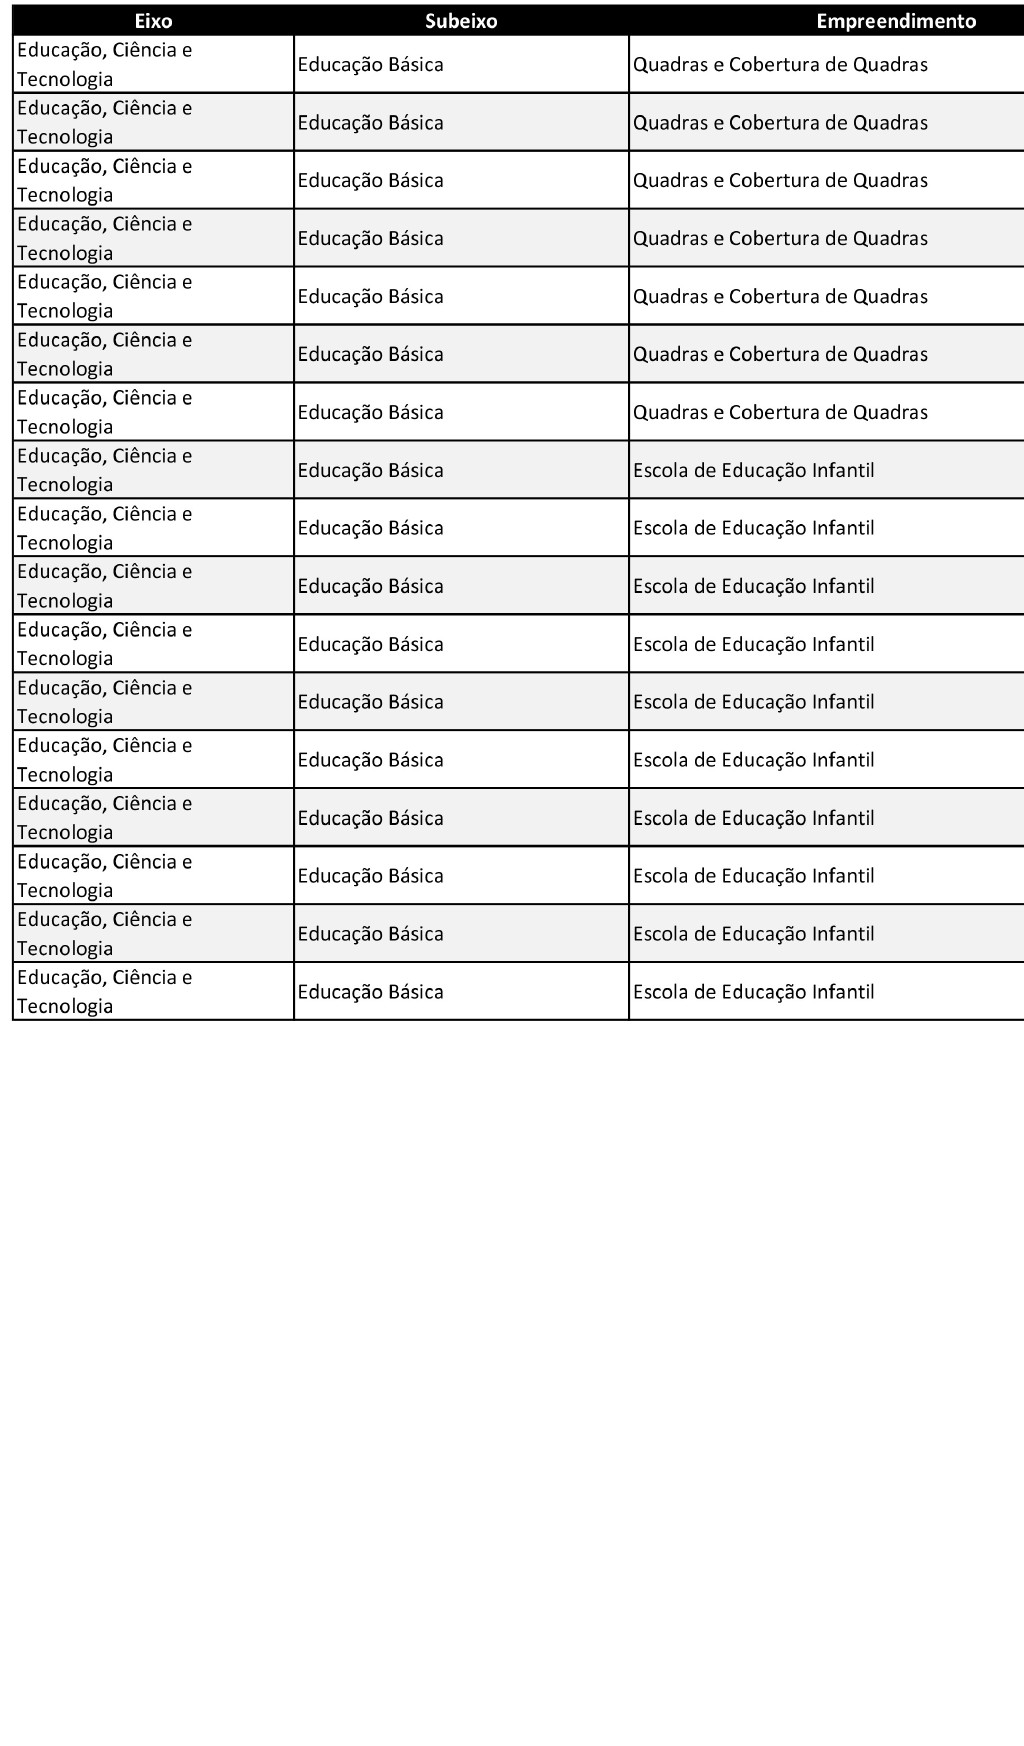 Eixo Subeixo Empreendimento
Educação, Ciência e
Tecnologia
Educação Básica Quadras e Cobertura de Quadras
Educação, Ciência e
Tecnologia
Educação Básica Quadras e Cobertura de Quadras
Educação, Ciência e
Tecnologia
Educação Básica Quadras e Cobertura de Quadras
Educação, Ciência e
Tecnologia
Educação Básica Quadras e Cobertura de Quadras
Educação, Ciência e
Tecnologia
Educação Básica Quadras e Cobertura de Quadras
Educação, Ciência e
Tecnologia
Educação Básica Quadras e Cobertura de Quadras
Educação, Ciência e
Tecnologia
Educação Básica Quadras e Cobertura de Quadras
Educação, Ciência e
Tecnologia
Educação Básica Escola de Educação Infantil
Educação, Ciência e
Tecnologia
Educação Básica Escola de Educação Infantil
Educação, Ciência e
Tecnologia
Educação Básica Escola de Educação Infantil
Educação, Ciência e
Tecnologia
Educação Básica Escola de Educação Infantil
Educação, Ciência e
Tecnologia
Educação Básica Escola de Educação Infantil
Educação, Ciência e
Tecnologia
Educação Básica Escola de Educação Infantil
Educação, Ciência e
Tecnologia
Educação Básica Escola de Educação Infantil
Educação, Ciência e
Tecnologia
Educação Básica Escola de Educação Infantil
Educação, Ciência e
Tecnologia
Educação Básica Escola de Educação Infantil
Educação, Ciência e
Tecnologia
Educação Básica Escola de Educação Infantil